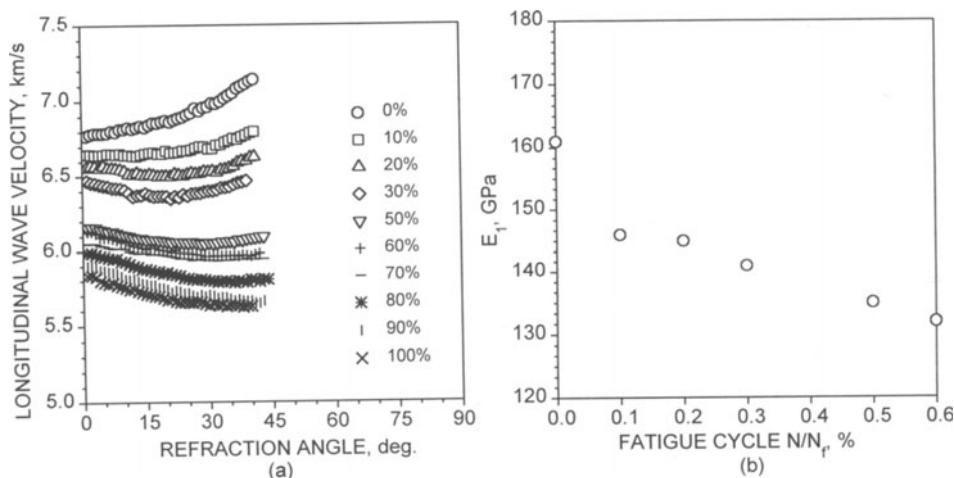 7.5
7.0
6.5
6.0
5.5
5.0
LONGITUDINAL WAVE VELOCITY, km/s
0%
10%
20%
30%
50%
60%
70%
80%
90%
100%
0 15 30 45 60 75 90
REFRACTION ANGLE, deg.
(a)
180
170
160
150
140
130
120
E₁, GPa
0.0 0.1 0.2 0.3 0.4 0.5 0.6
FATIGUE CYCLE N/Nf, %
(b)